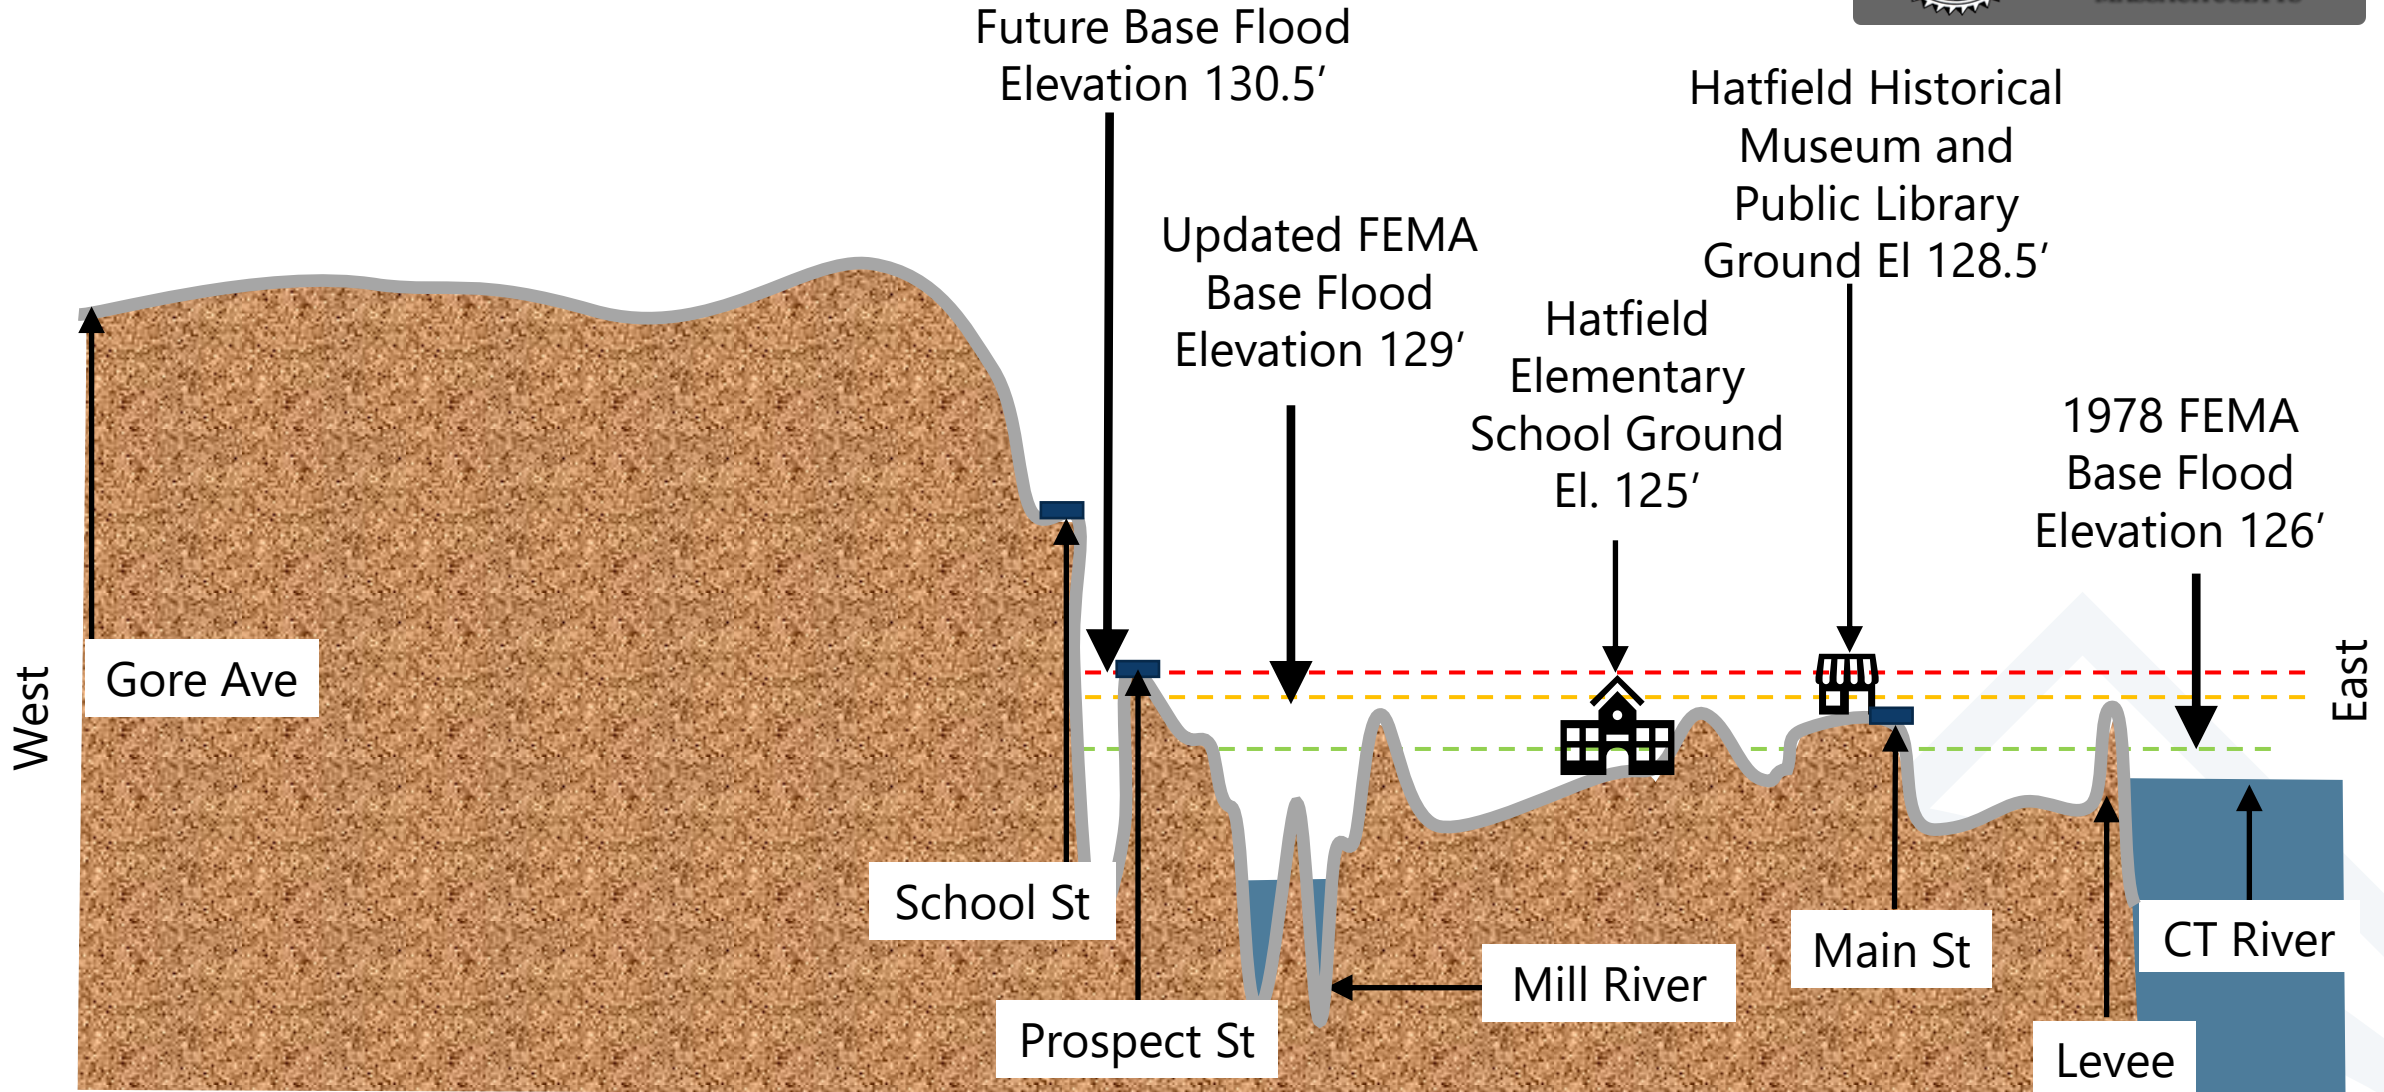 Future Base Flood
Elevation 130.5′
Hatfield Historical
Museum and
Public Library
Ground El 128.5′
Updated FEMA
Base Flood
Elevation 129′
Hatfield
Elementary
School Ground
El. 125′
1978 FEMA
Base Flood
Elevation 126′
West
Gore Ave
East
School St
Prospect St
Mill River
Main St
CT River
Levee